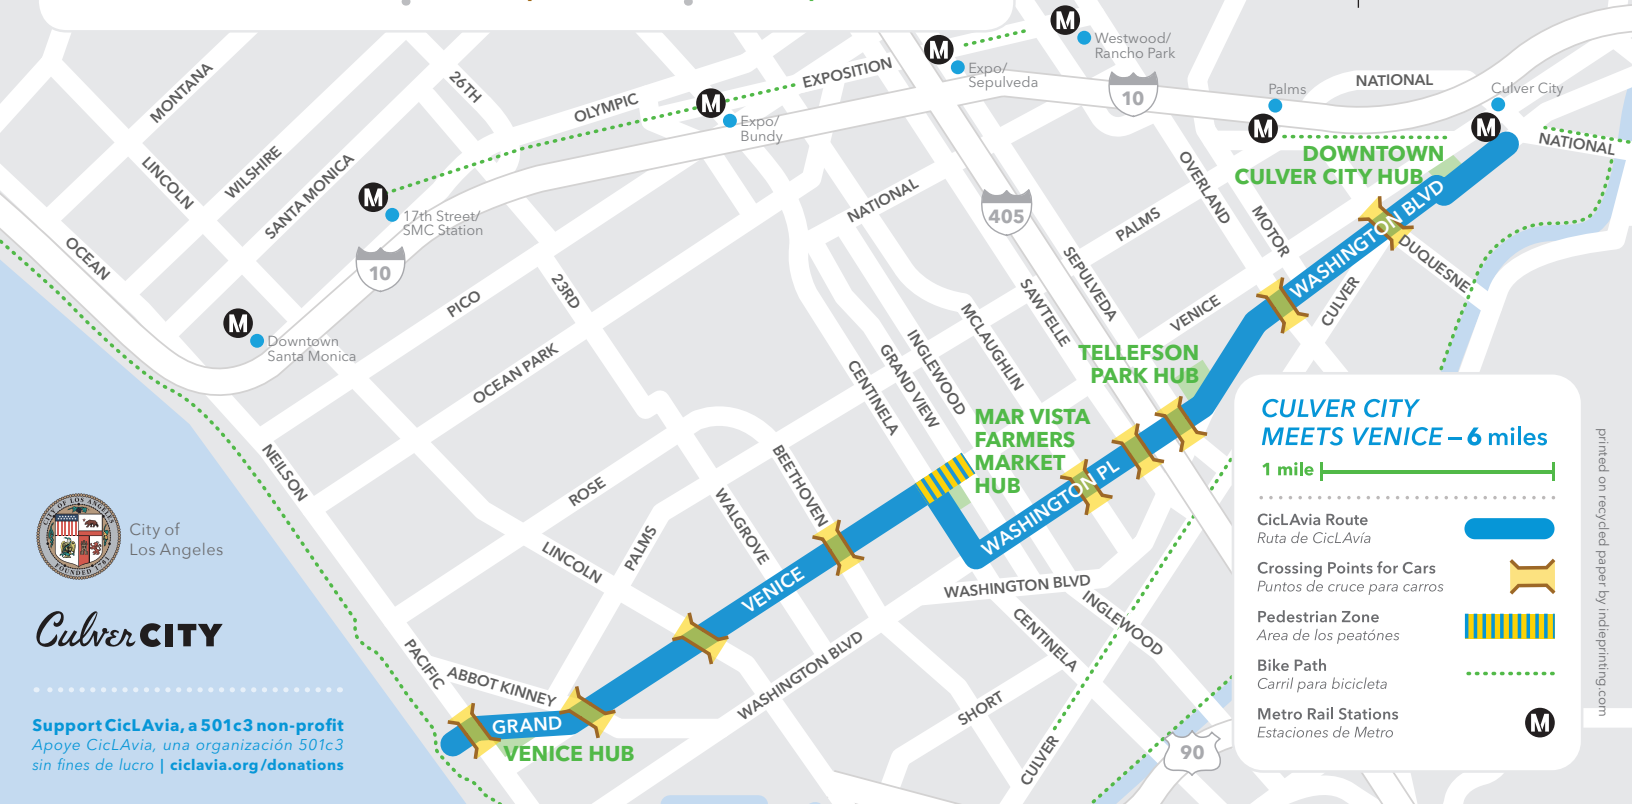 M
Westwood/
Rancho Park
M
Expo/
Sepulveda
10
NATIONAL
Palms
M
Culver City
M
NATIONAL
MONTANA
26TH
EXPOSITION
OLYMPIC
M
Expo/
Bundy
LINCOLN
WILSHIRE
SANTA MONICA
M
17th Street/
SMC Station
10
OCEAN
M
Downtown
Santa Monica
PICO
23RD
OCEAN PARK
NATIONAL
405
PALMS
OVERLAND
MOTOR
DOWNTOWN
CULVER CITY HUB
WASHINGTON BLVD
DUQUESNE
CULVER
VENICE
SEPULVEDA
SAWTELLE
MCLAUGHLIN
INGLEWOOD
GRAND VIEW
CENTINELA
TELLEFSON
PARK HUB
MAR VISTA
FARMERS
MARKET
HUB
WASHINGTON PL
NEILSON
ROSE
BEETHOVEN
WALGROVE
LINCOLN
PALMS
VENICE
WASHINGTON BLVD
INGLEWOOD
CENTINELA
WASHINGTON BLVD
SHORT
CULVER
90
PACIFIC
ABBOT KINNEY
GRAND
VENICE HUB
CITY OF LOS ANGELES
FOUNDED 1781
City of
Los Angeles
Culver CITY
Support CicLAvia, a 501c3 non-profit
Apoye CicLAvia, una organización 501c3
sin fines de lucro | ciclavia.org/donations
CULVER CITY
MEETS VENICE – 6 miles
1 mile
CicLAvia Route
Ruta de CicLAvía
Crossing Points for Cars
Puntos de cruce para carros
Pedestrian Zone
Area de los peatónes
Bike Path
Carril para bicicleta
Metro Rail Stations
Estaciones de Metro
M
printed on recycled paper by indieprinting.com